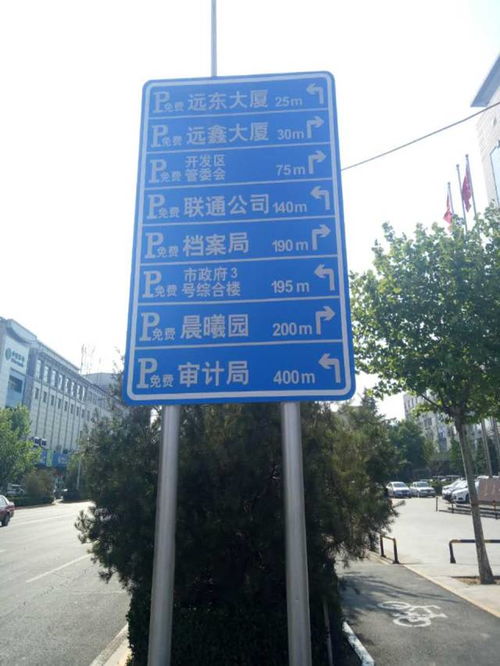 P免费 远东大厦 25m
P免费 远鑫大厦 30m
P免费 开发区
管委会 75m
P免费 联通公司 140m
P免费 档案局 190m
P免费 市政府3
号综合楼 195m
P免费 晨曦园 200m
P免费 审计局 400m